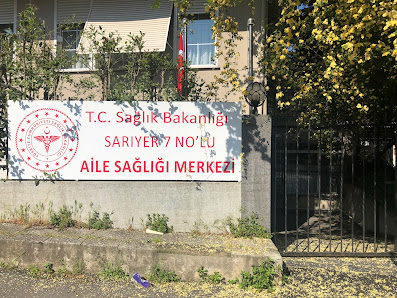 T.C. Sağlık Bakanlığı
SARIYER 7 NO'LU
AİLE SAĞLIĞI MERKEZİ